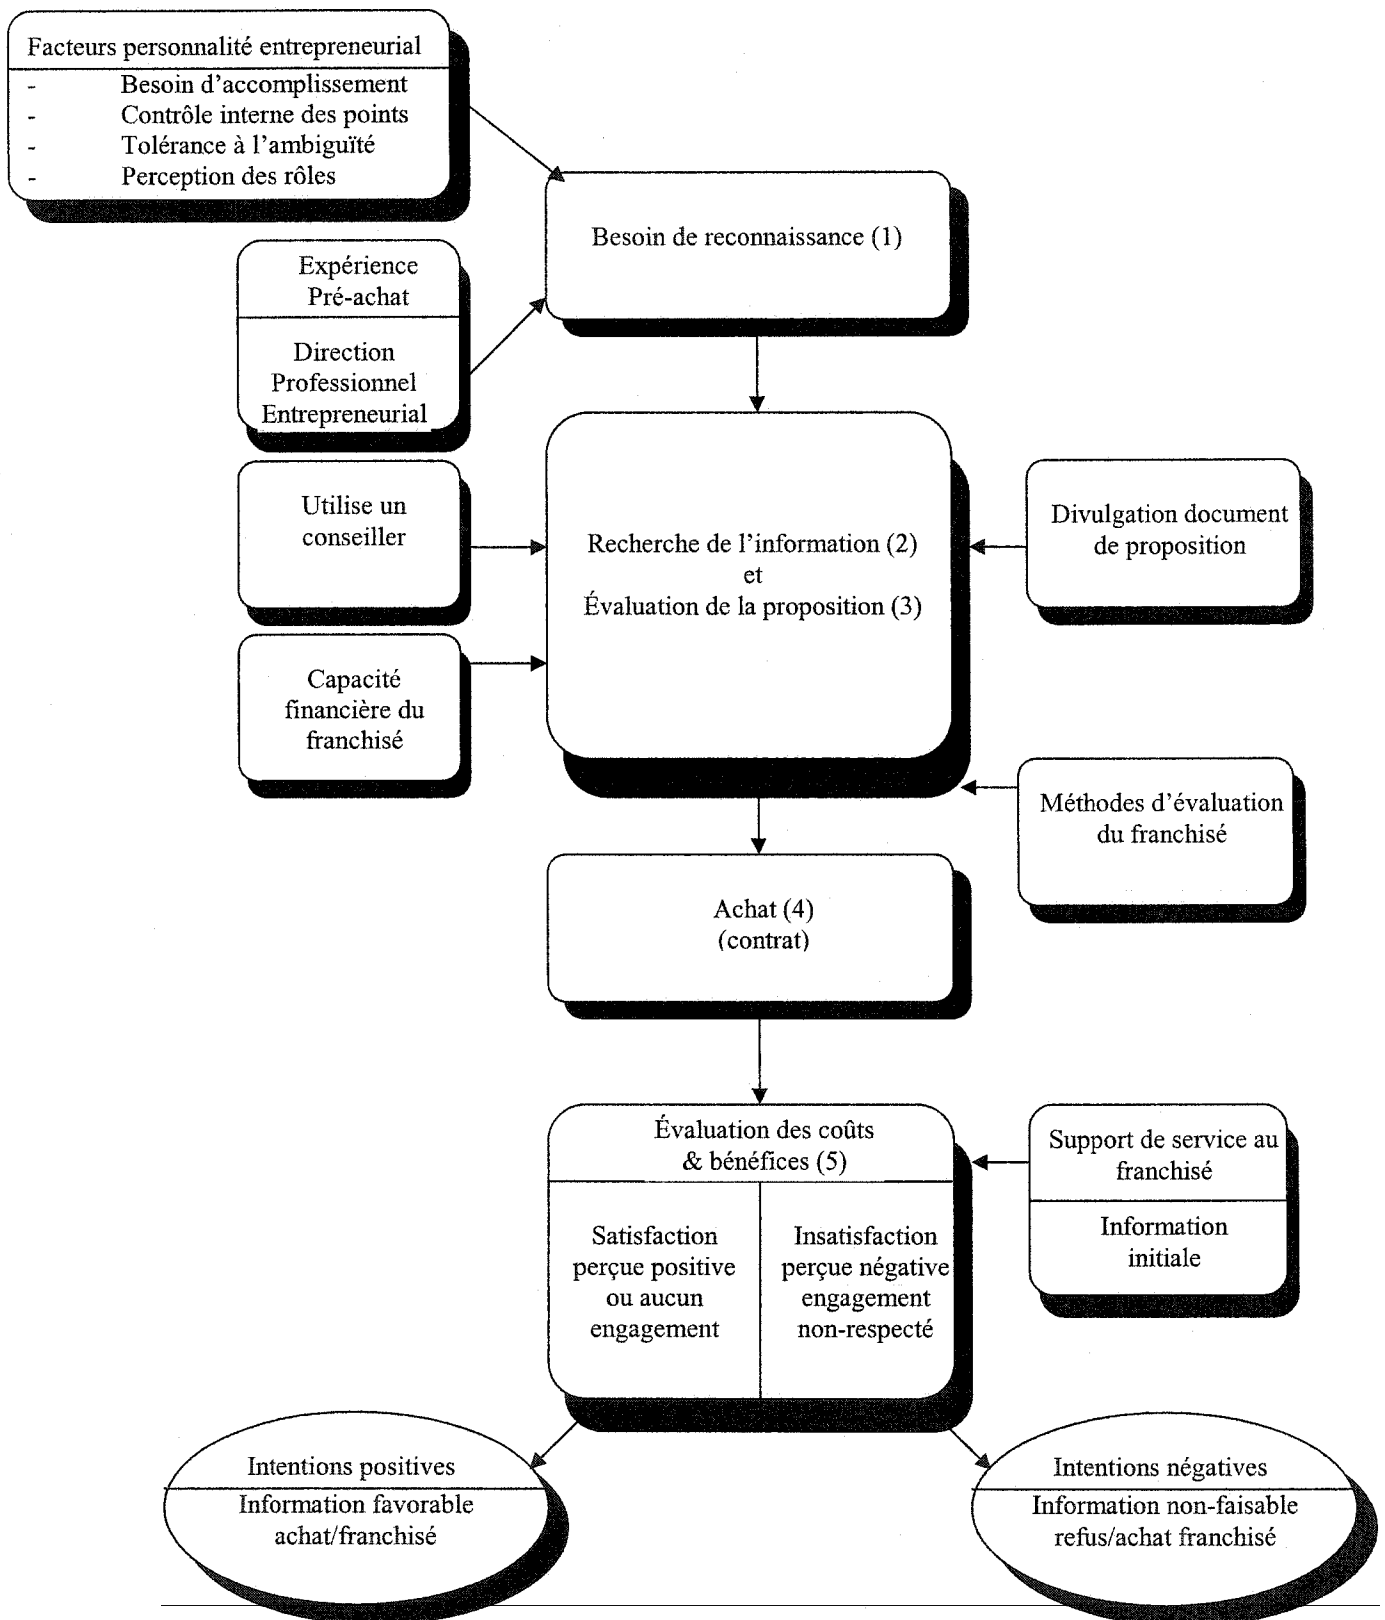 Facteurs personnalité entrepreneurial
- Besoin d'accomplissement
- Contrôle interne des points
- Tolérance à l'ambiguïté
- Perception des rôles
Besoin de reconnaissance (1)
Expérience
Pré-achat
Direction
Professionnel
Entrepreneurial
Utilise un
conseiller
Recherche de l'information (2)
et
Évaluation de la proposition (3)
Divulgation document
de proposition
Capacité
financière du
franchisé
Méthodes d'évaluation
du franchisé
Achat (4)
(contrat)
Évaluation des coûts
& bénéfices (5)
Satisfaction
perçue positive
ou aucun
engagement
Insatisfaction
perçue négative
engagement
non-respecté
Support de service au
franchisé
Information
initiale
Intentions positives
Information favorable
achat/franchisé
Intentions négatives
Information non-faisable
refus/achat franchisé